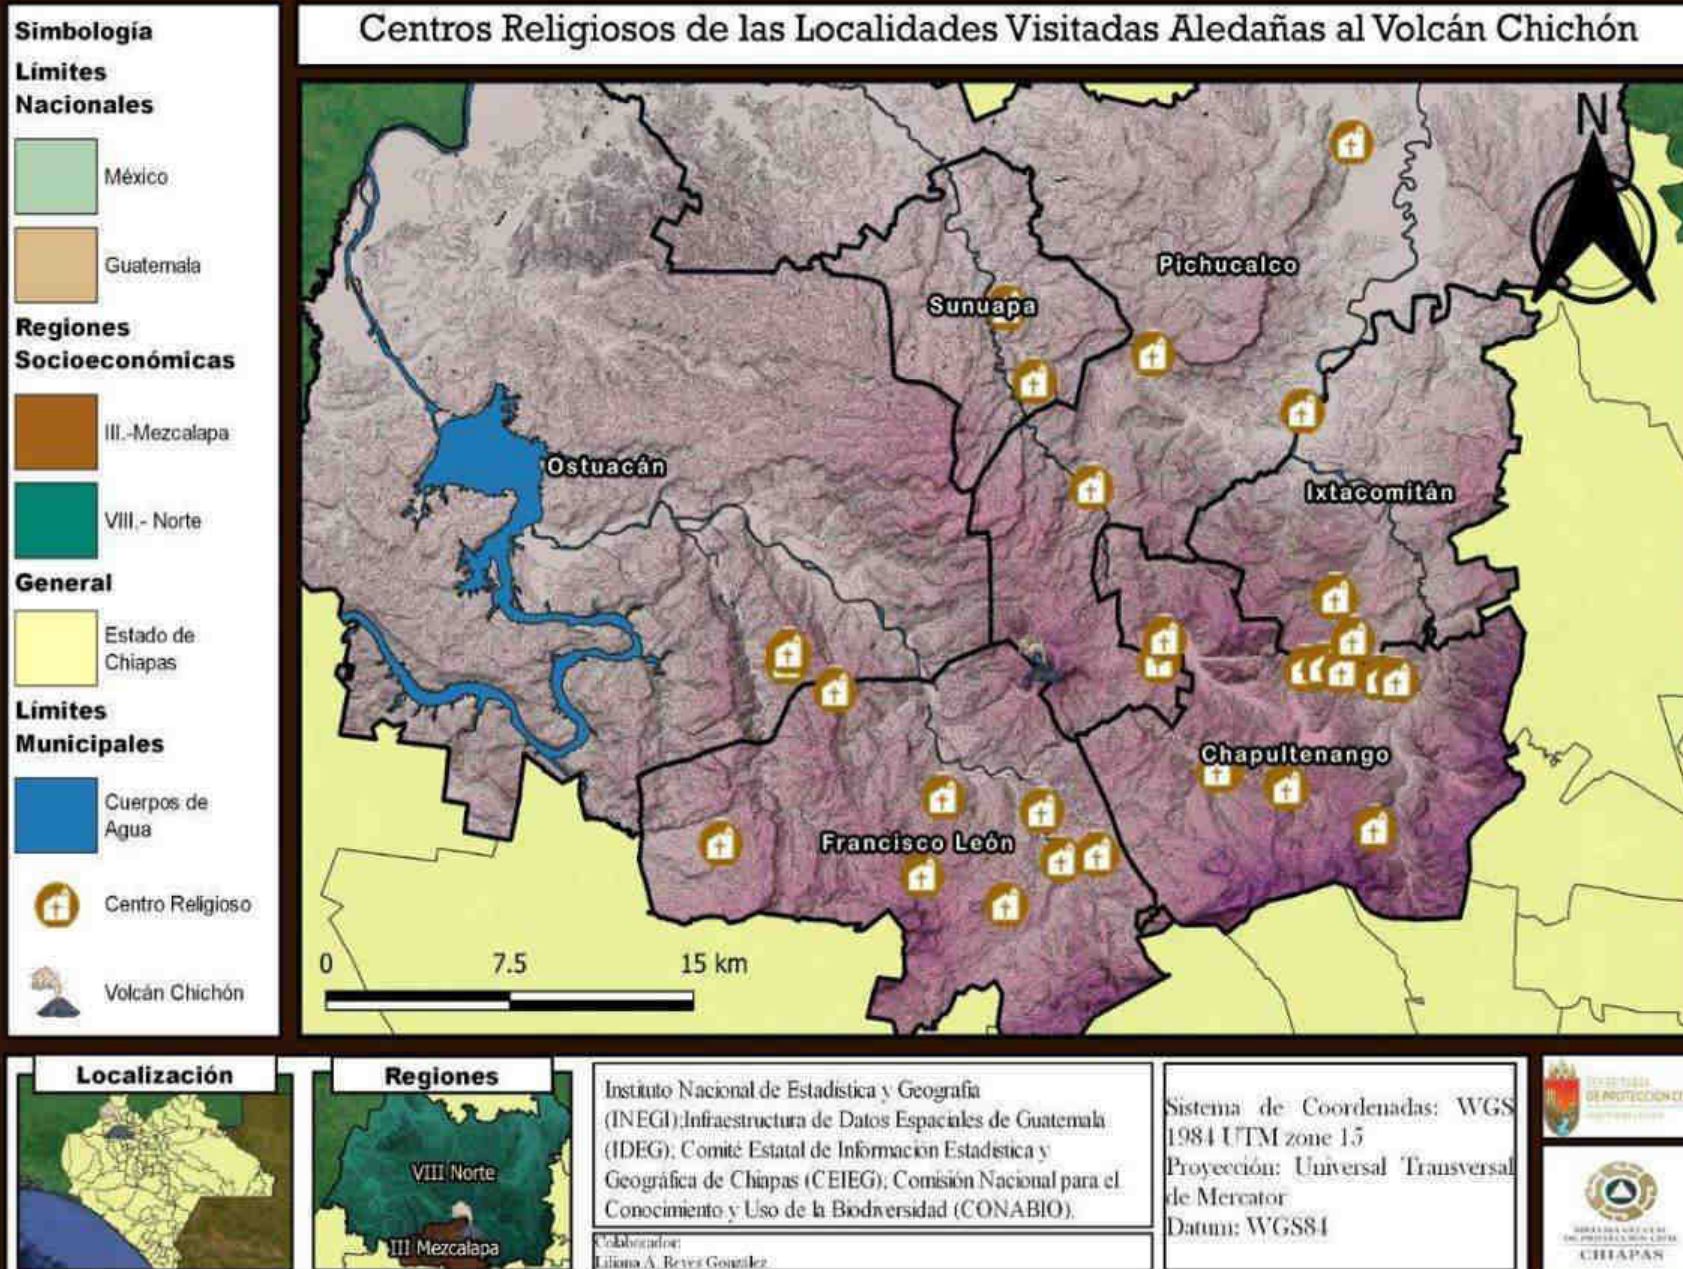 Centros Religiosos de las Localidades Visitadas Aledañas al Volcán Chichón
Simbología
Límites
Nacionales
México
Guatemala
Regiones
Socioeconómicas
III.-Mezcalapa
VIII.- Norte
General
Estado de
Chiapas
Límites
Municipales
Cuerpos de
Agua
Centro Religioso
Volcán Chichón
N
Pichucalco
Sunuapa
Ostuacán
Ixtacomitán
Chapultenango
Francisco León
0 7.5 15 km
Localización
Regiones
VIII Norte
III Mezcalapa
Instituto Nacional de Estadística y Geografía
(INEGI);Infraestructura de Datos Espaciales de Guatemala
(IDEG); Comité Estatal de Información Estadística y
Geográfica de Chiapas (CEIEG); Comisión Nacional para el
Conocimiento y Uso de la Biodiversidad (CONABIO).
Colaborador:
Liliana A. Reyes González
Sistema de Coordenadas: WGS
1984 UTM zone 15
Proyección: Universal Transversal
de Mercator
Datum: WGS84
DE PROTECCIÓN
CHIAPAS